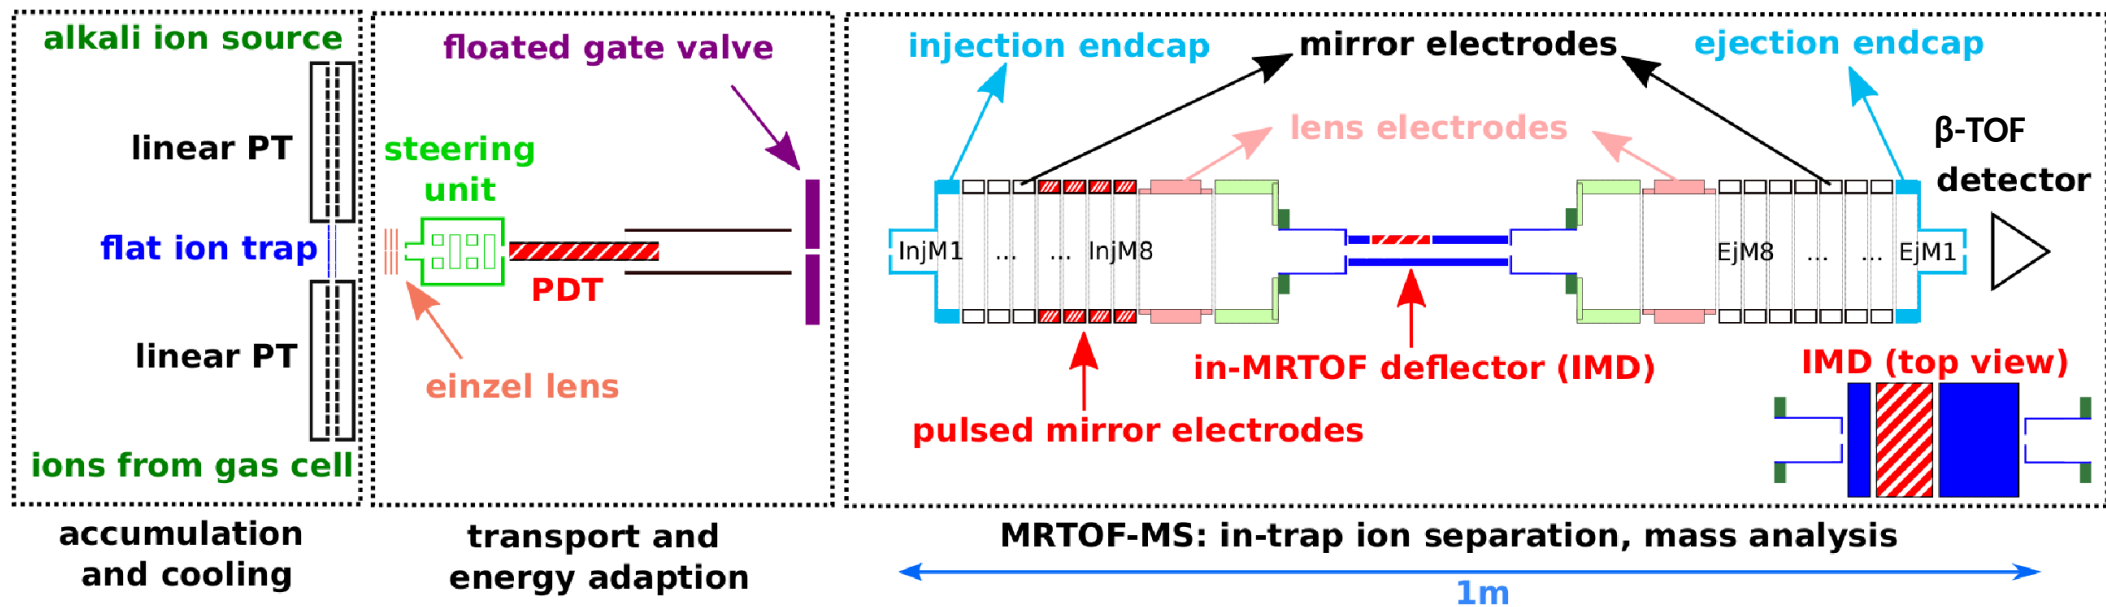 alkali ion source
linear PT
flat ion trap
linear PT
ions from gas cell
accumulation
and cooling
floated gate valve
steering
unit
PDT
einzel lens
transport and
energy adaption
injection endcap
mirror electrodes
ejection endcap
lens electrodes
β-TOF
detector
InjM1
...
... InjM8
EjM8
...
... EjM1
in-MRTOF deflector (IMD)
IMD (top view)
pulsed mirror electrodes
MRTOF-MS: in-trap ion separation, mass analysis
1m